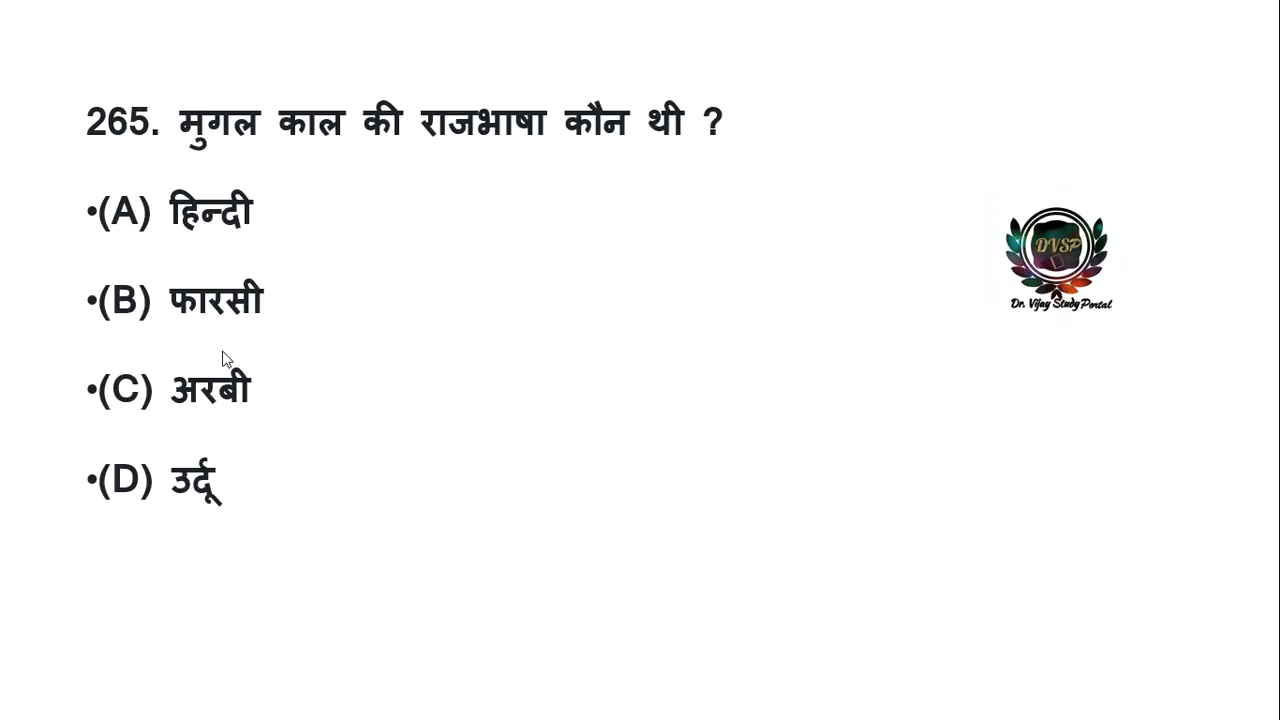 265. मुगल काल की राजभाषा कौन थी ?
•(A) हिन्दी
•(B) फारसी
•(C) अरबी
•(D) उर्दू
DVSP
Dr. Vijay Study Portal